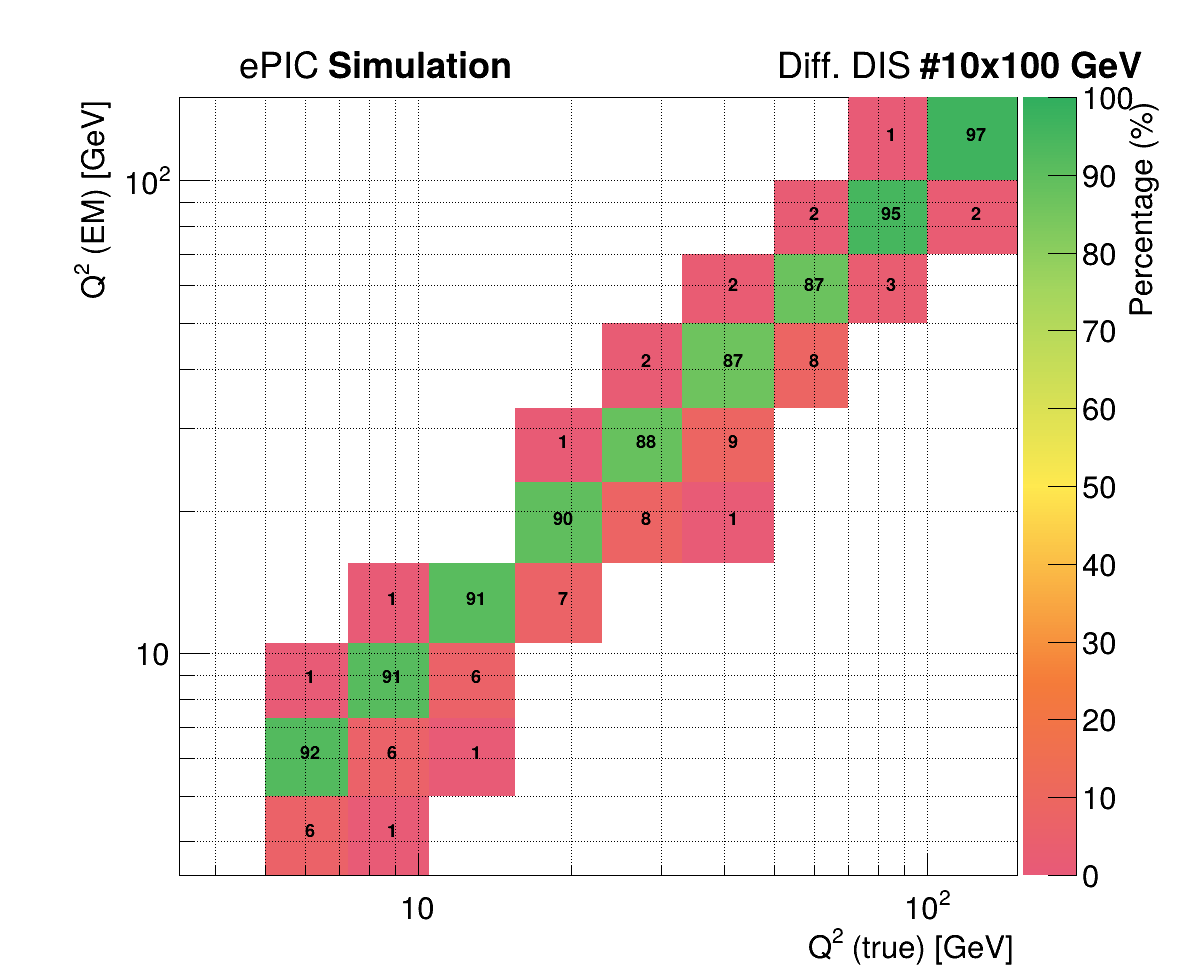 ePIC Simulation Diff. DIS #10x100 GeV
Q² (EM) [GeV]
10²
10
1 97
2 95 2
2 87 3
2 87 8
1 88 9
90 8 1
1 91 7
1 91 6
92 6 1
6 1
10 10²
Q² (true) [GeV]
100
90
80
70
60
50
40
30
20
10
0
Percentage (%)